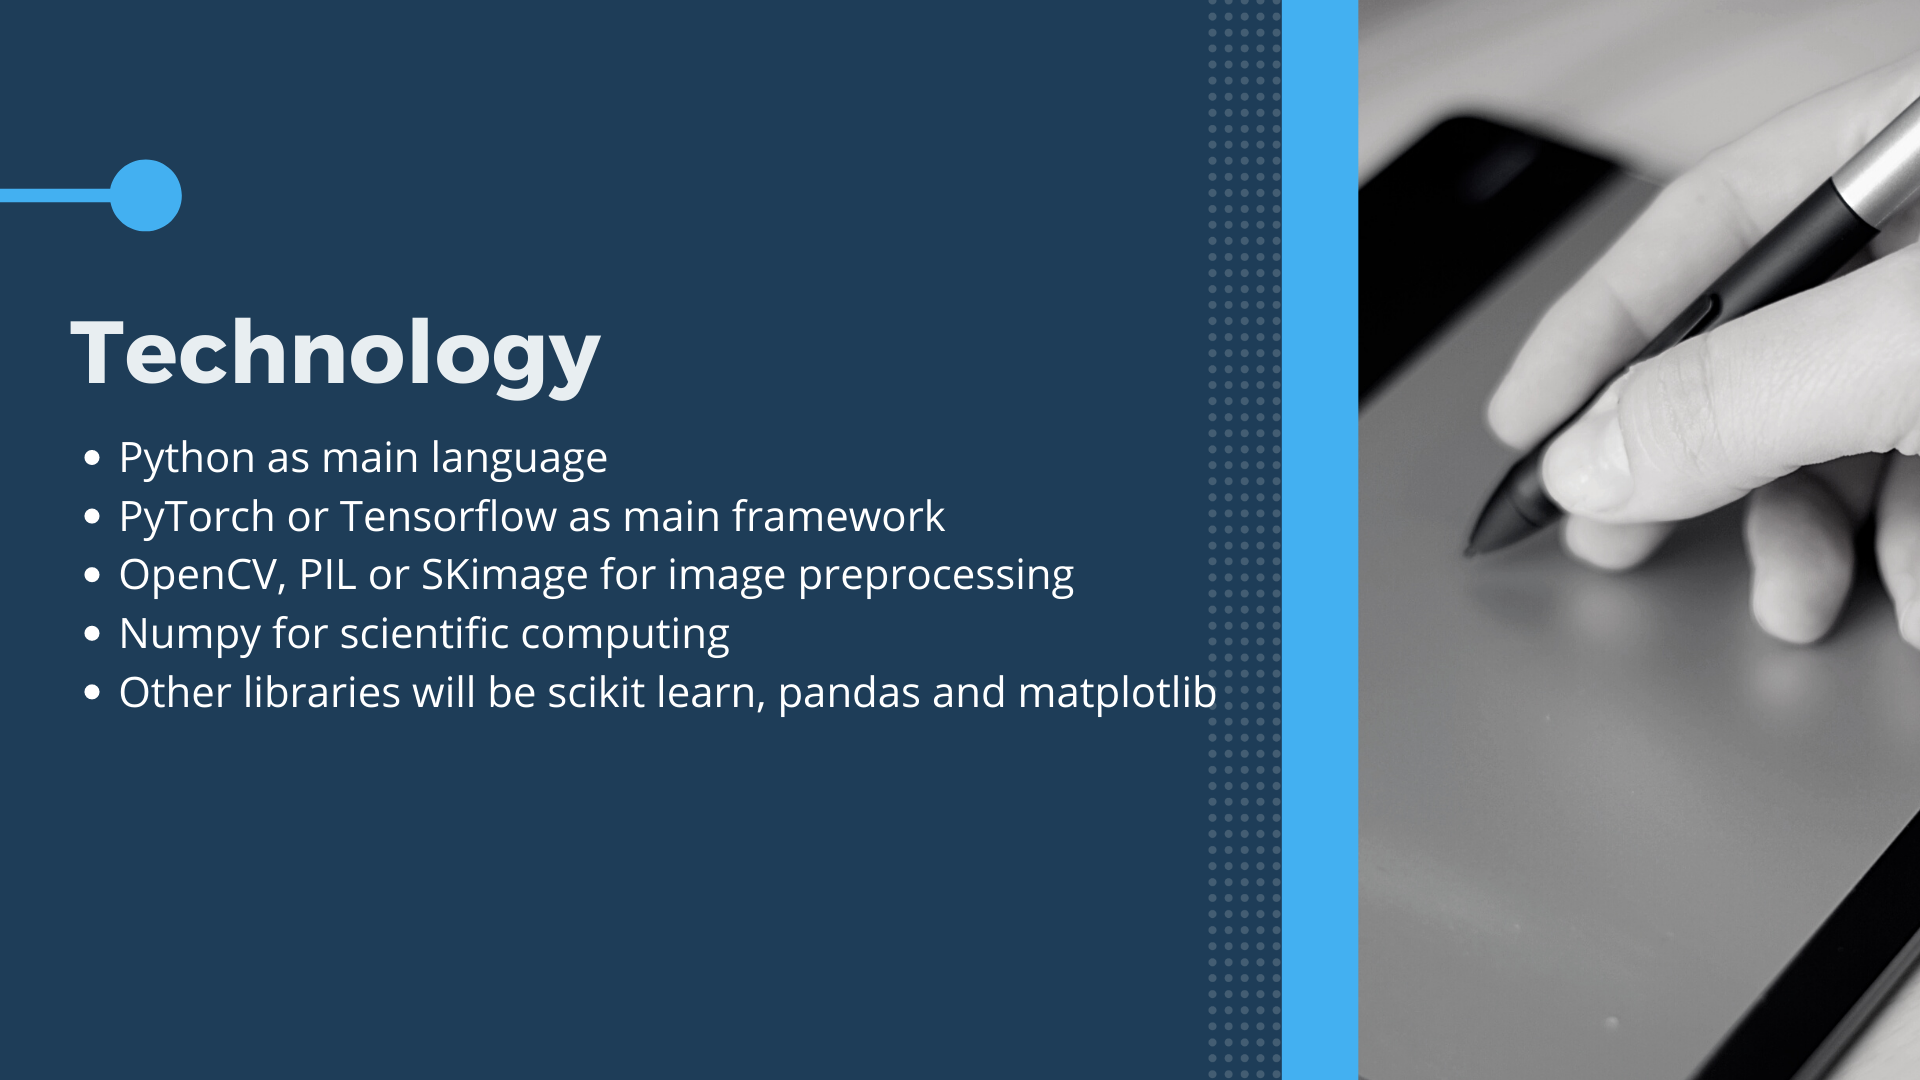 Technology
• Python as main language
• PyTorch or Tensorflow as main framework
• OpenCV, PIL or SKimage for image preprocessing
• Numpy for scientific computing
• Other libraries will be scikit learn, pandas and matplotlib